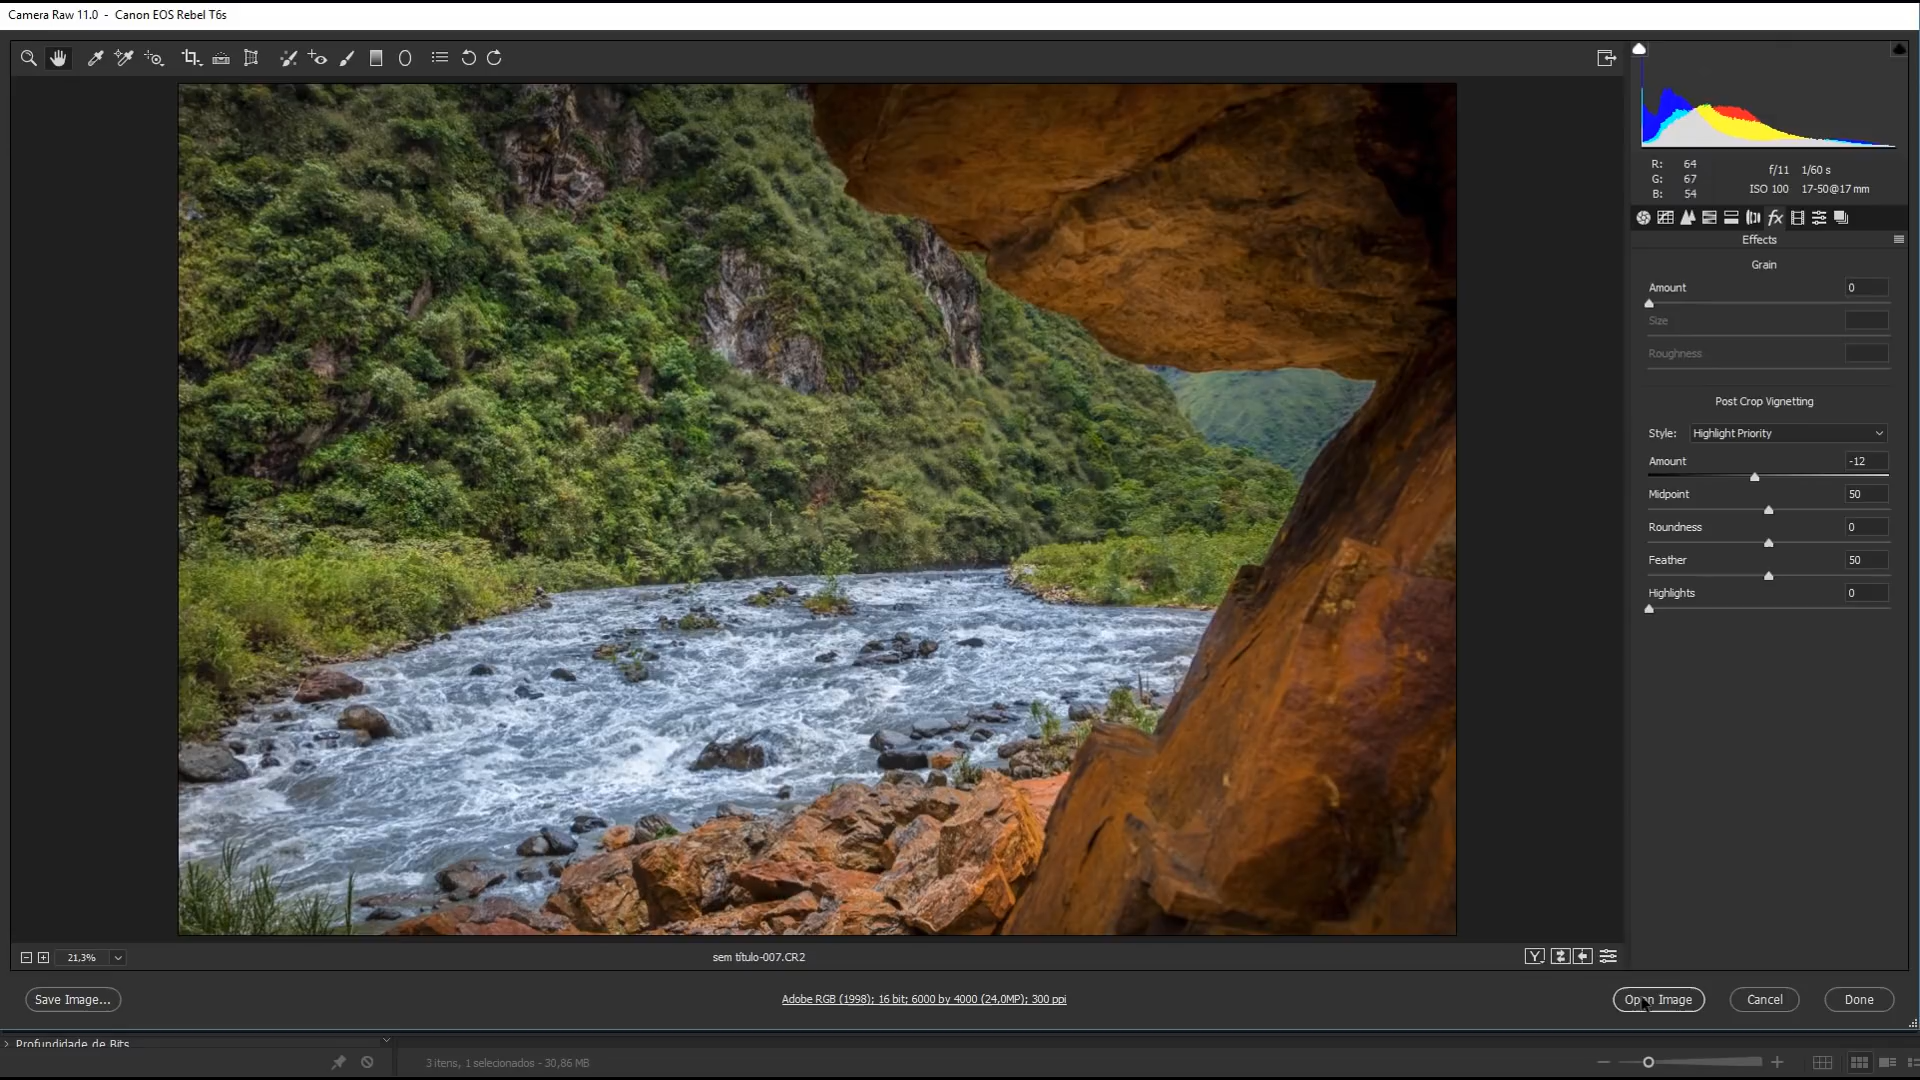 Camera Raw 11.0 - Canon EOS Rebel T6s
R: 64
G: 67
B: 54
f/11 1/60 s
ISO 100 17-50@17 mm
fx
Effects
Grain
Amount 0
Size
Roughness
Post Crop Vignetting
Style: Highlight Priority
Amount -12
Midpoint 50
Roundness 0
Feather 50
Highlights 0
21,3%
sem título-007.CR2
Y
Save Image...
Adobe RGB (1998); 16 bit; 6000 by 4000 (24,0MP); 300 ppi
Open Image
Cancel
Done
Profundidade de Bits
3 itens, 1 selecionados - 30,86 MB